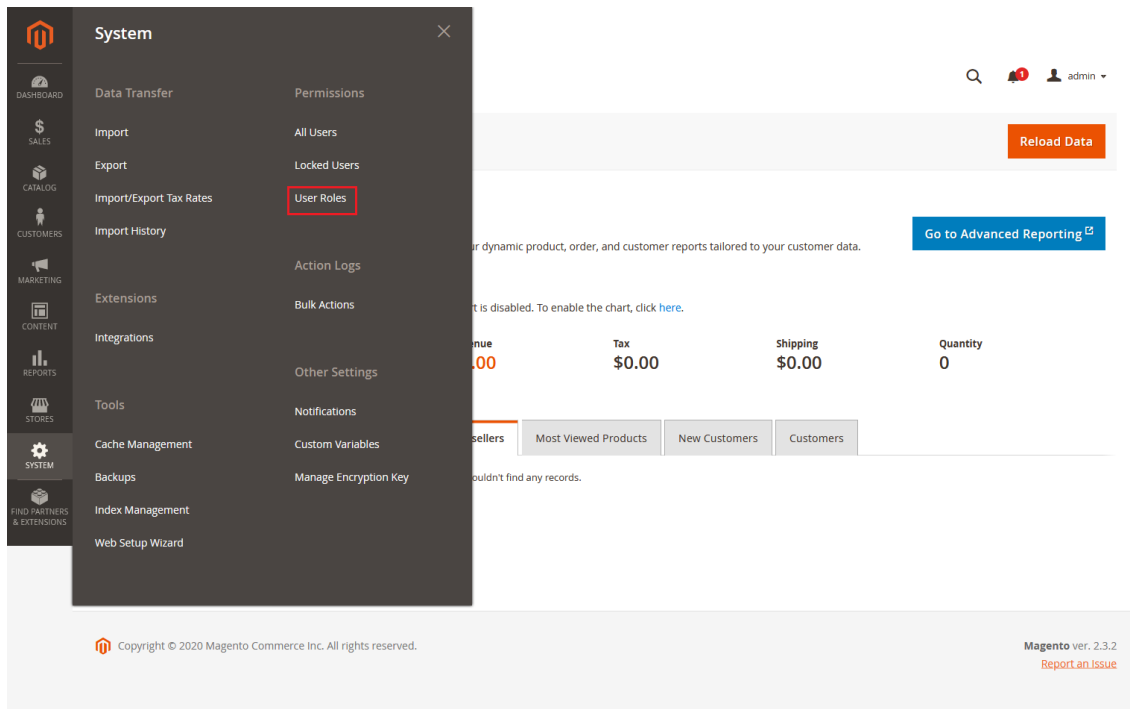 DASHBOARD
SALES
CATALOG
CUSTOMERS
MARKETING
CONTENT
REPORTS
STORES
SYSTEM
FIND PARTNERS
& EXTENSIONS
System
Data Transfer
Import
Export
Import/Export Tax Rates
Import History
Extensions
Integrations
Tools
Cache Management
Backups
Index Management
Web Setup Wizard
Permissions
All Users
Locked Users
User Roles
Action Logs
Bulk Actions
Other Settings
Notifications
Custom Variables
Manage Encryption Key
1
admin
Reload Data
dynamic product, order, and customer reports tailored to your customer data.
Go to Advanced Reporting
is disabled. To enable the chart, click here.
Tax
Shipping
Quantity
.00
$0.00
$0.00
0
sellers
Most Viewed Products
New Customers
Customers
find any records.
Copyright © 2020 Magento Commerce Inc. All rights reserved.
Magento ver. 2.3.2
Report an Issue